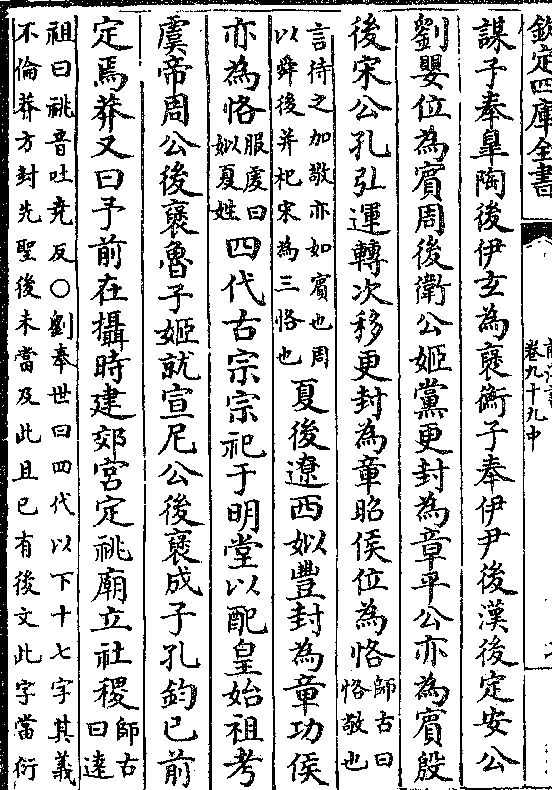 欽定四庫全書
卷九十九中
謀子奉皐陶後伊玄為褒衡子奉伊尹後漢後定安公
劉嬰位為賓周後衛公姬黨更封為章平公亦為賓殷
後宋公孔弘運轉次移更封為章昭侯位為恪師古曰恪敬也
言待之加敬亦如賓也周以舜後并杞宋為三恪也夏後遼西姒豐封為章功侯
亦為恪服虔曰姒夏姓四代古宗宗祀于明堂以配皇始祖考
虞帝周公後褒魯子姬就宣尼公後褒成子孔鈞已前
定焉莽又曰予前在攝時建郊宮定祧廟立社稷師古曰逺
祖曰祧音吐堯反○劉奉世曰四代以下十七字其義不倫莽方封先聖後未當及此且已有後文此字當衍